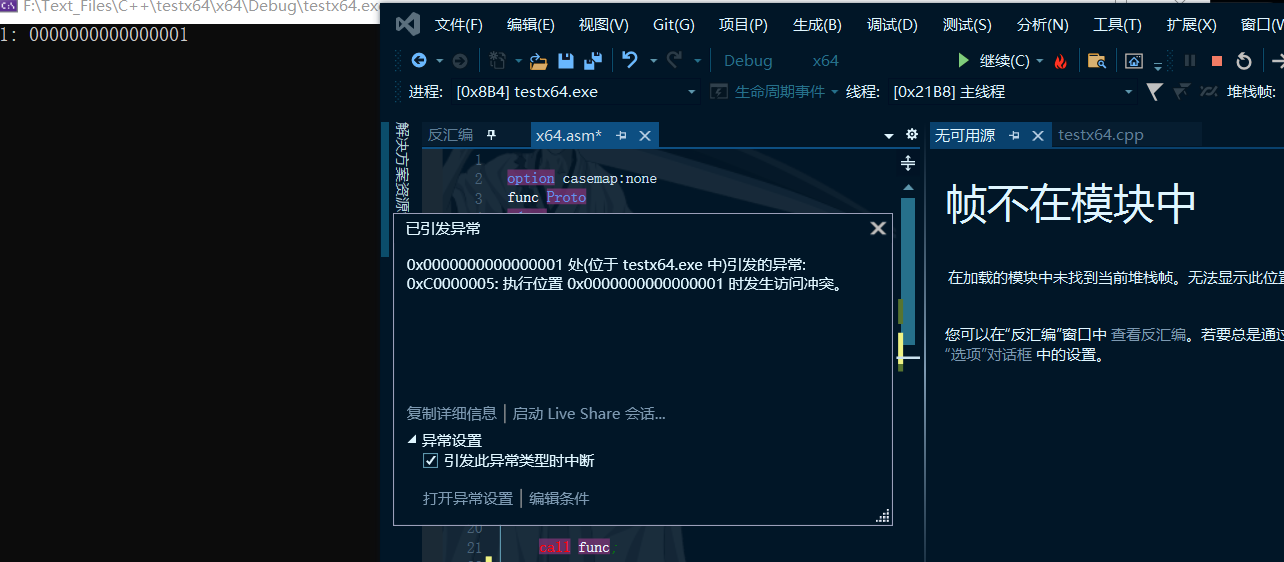 F:\Text_Files\C++\testx64\x64\Debug\testx64.exe
1: 0000000000000001
文件(F) 编辑(E) 视图(V) Git(G) 项目(P) 生成(B) 调试(D) 测试(S) 分析(N) 工具(T) 扩展(X) 窗口(W
Debug x64 继续(C)
进程: [0x8B4] testx64.exe 生命周期事件 线程: [0x21B8] 主线程 堆栈帧:
解决方案资源
反汇编 x64.asm* 无可用源 testx64.cpp
1
2 option casemap:none
3 func Proto
帧不在模块中
在加载的模块中未找到当前堆栈帧。无法显示此位置
您可以在“反汇编”窗口中 查看反汇编。若要总是通过
“选项”对话框 中的设置。
已引发异常
0x0000000000000001 处(位于 testx64.exe 中)引发的异常:
0xC0000005: 执行位置 0x0000000000000001 时发生访问冲突。
复制详细信息 | 启动 Live Share 会话...
异常设置
引发此异常类型时中断
打开异常设置 | 编辑条件
20
21 call func